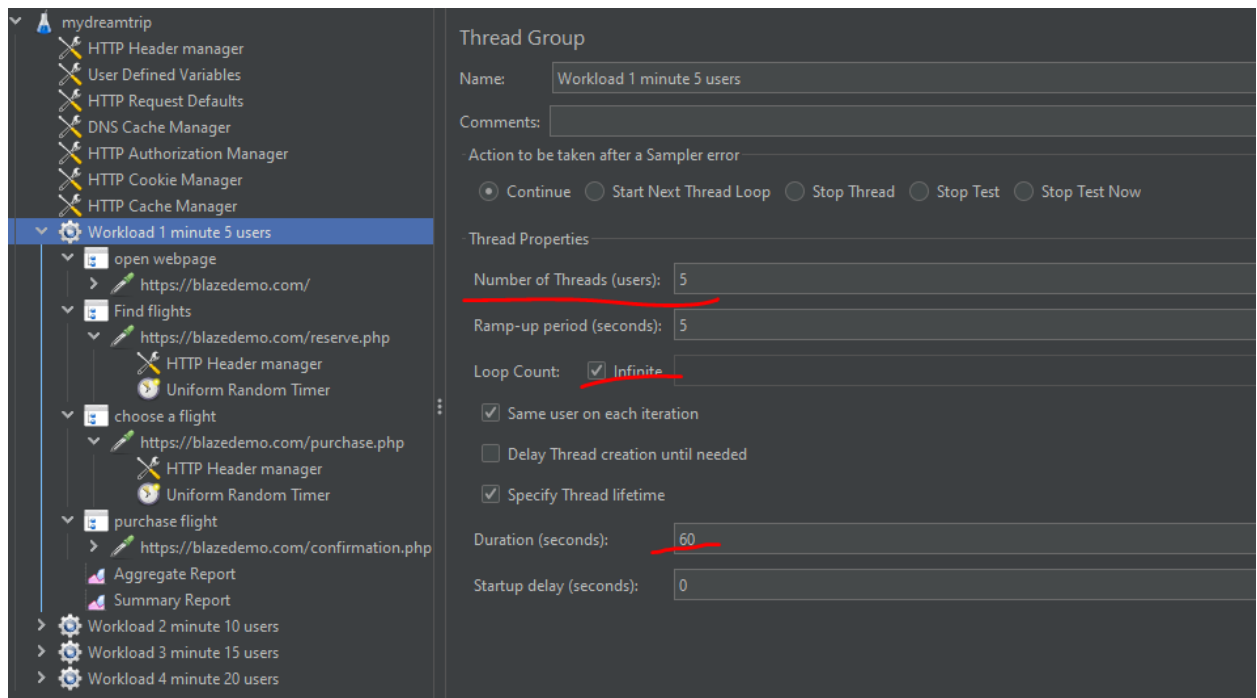 mydreamtrip
HTTP Header manager
User Defined Variables
HTTP Request Defaults
DNS Cache Manager
HTTP Authorization Manager
HTTP Cookie Manager
HTTP Cache Manager
Workload 1 minute 5 users
open webpage
https://blazedemo.com/
Find flights
https://blazedemo.com/reserve.php
HTTP Header manager
Uniform Random Timer
choose a flight
https://blazedemo.com/purchase.php
HTTP Header manager
Uniform Random Timer
purchase flight
https://blazedemo.com/confirmation.php
Aggregate Report
Summary Report
Workload 2 minute 10 users
Workload 3 minute 15 users
Workload 4 minute 20 users
Thread Group
Name: Workload 1 minute 5 users
Comments:
Action to be taken after a Sampler error
Continue Start Next Thread Loop Stop Thread Stop Test Stop Test Now
Thread Properties
Number of Threads (users): 5
Ramp-up period (seconds): 5
Loop Count: Infinite
Same user on each iteration
Delay Thread creation until needed
Specify Thread lifetime
Duration (seconds): 60
Startup delay (seconds): 0